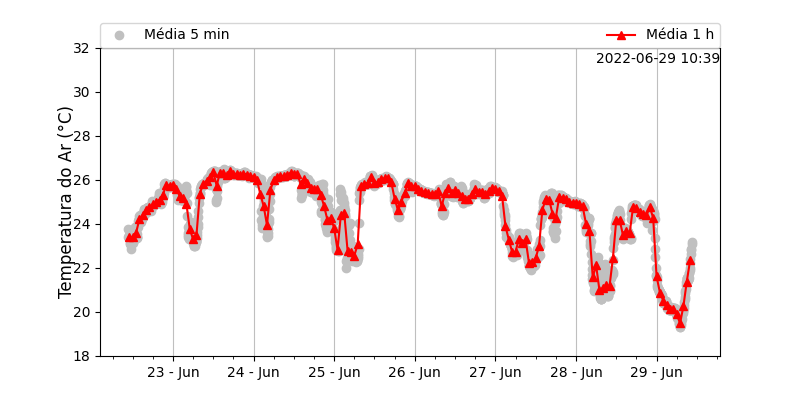 Média 5 min
Média 1 h
2022-06-29 10:39
Temperatura do Ar (°C)
32
30
28
26
24
22
20
18
23 - Jun
24 - Jun
25 - Jun
26 - Jun
27 - Jun
28 - Jun
29 - Jun